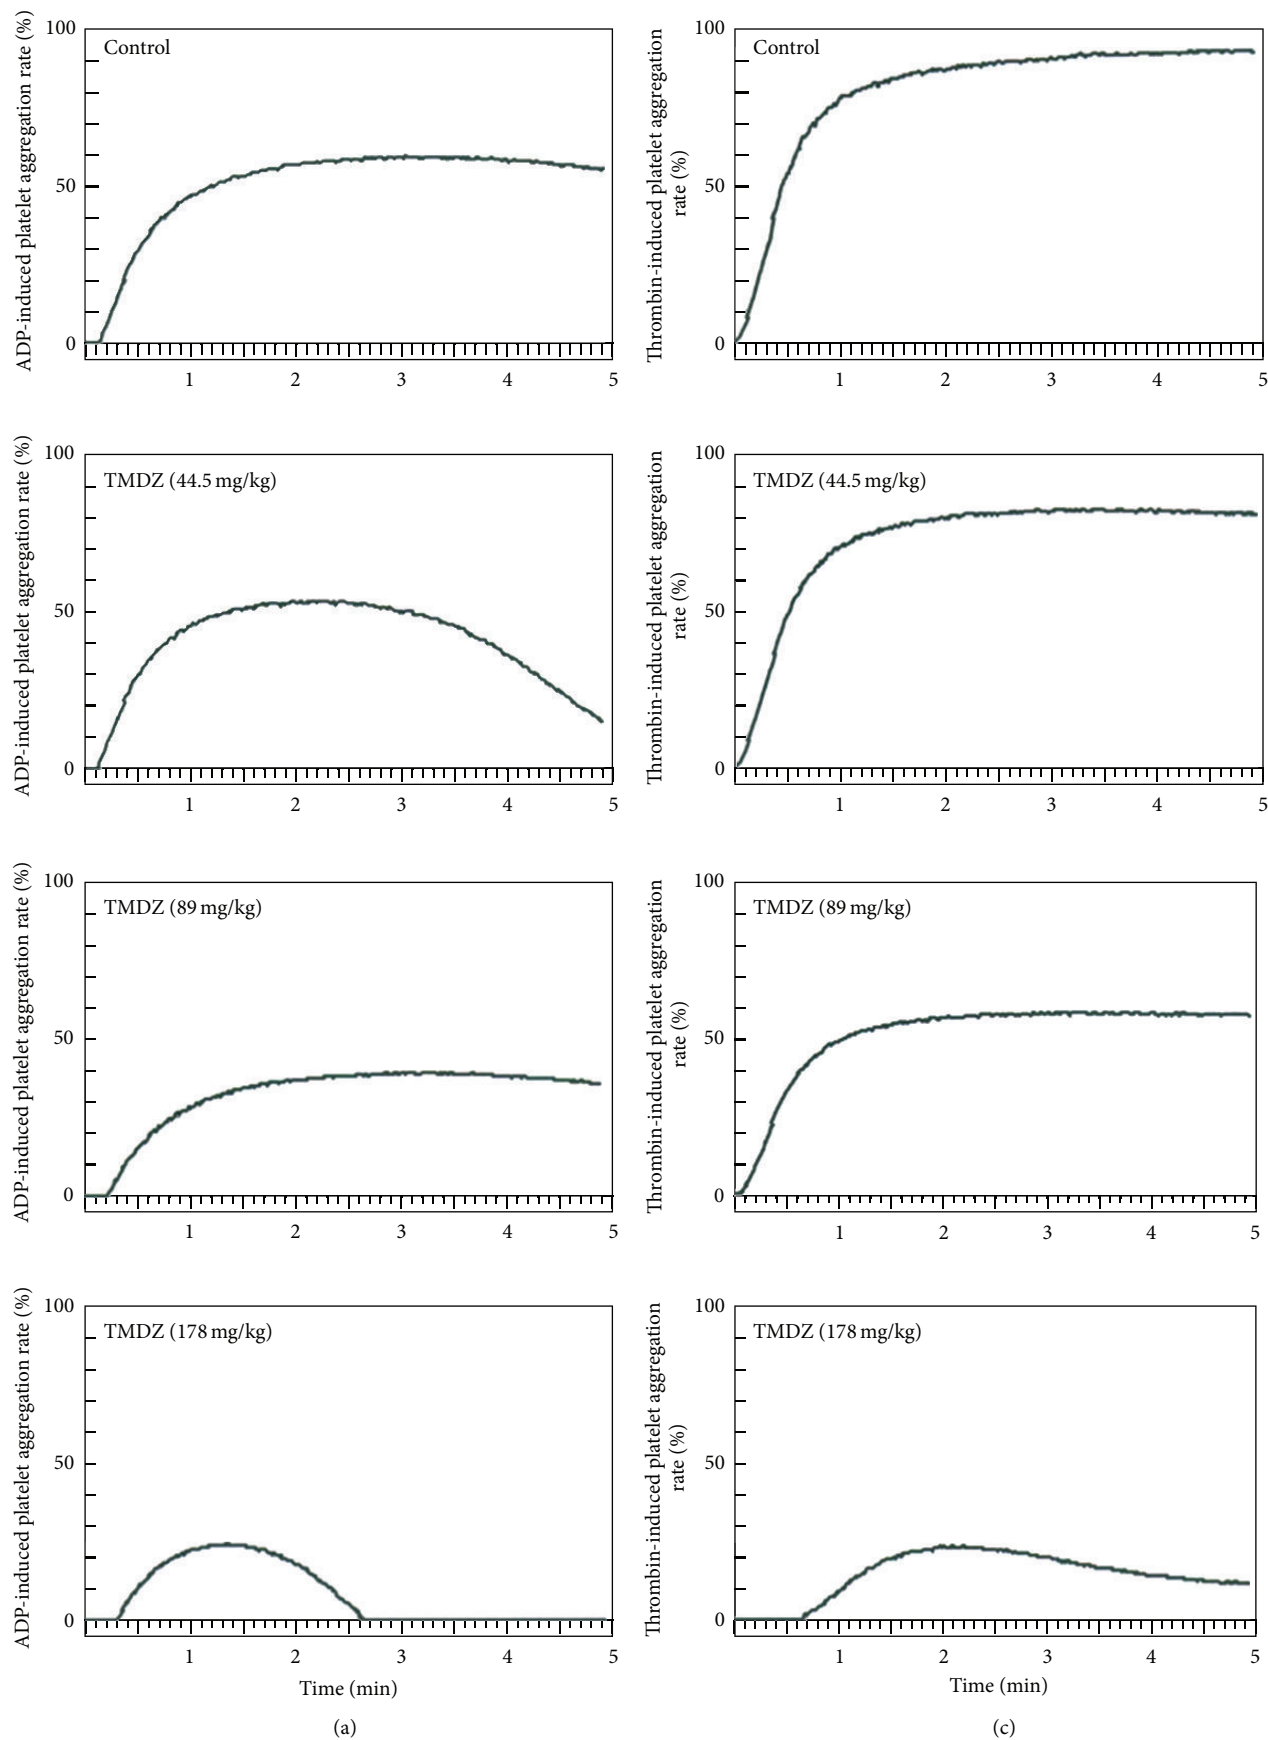 ADP-induced platelet aggregation rate (%)
100
50
0
Control
1 2 3 4 5
Thrombin-induced platelet aggregation
rate (%)
100
50
0
Control
1 2 3 4 5
ADP-induced platelet aggregation rate (%)
100
50
0
TMDZ (44.5 mg/kg)
1 2 3 4 5
Thrombin-induced platelet aggregation
rate (%)
100
50
0
TMDZ (44.5 mg/kg)
1 2 3 4 5
ADP-induced platelet aggregation rate (%)
100
50
0
TMDZ (89 mg/kg)
1 2 3 4 5
Thrombin-induced platelet aggregation
rate (%)
100
50
0
TMDZ (89 mg/kg)
1 2 3 4 5
ADP-induced platelet aggregation rate (%)
100
50
0
TMDZ (178 mg/kg)
1 2 3 4 5
Time (min)
(a)
Thrombin-induced platelet aggregation
rate (%)
100
50
0
TMDZ (178 mg/kg)
1 2 3 4 5
Time (min)
(c)